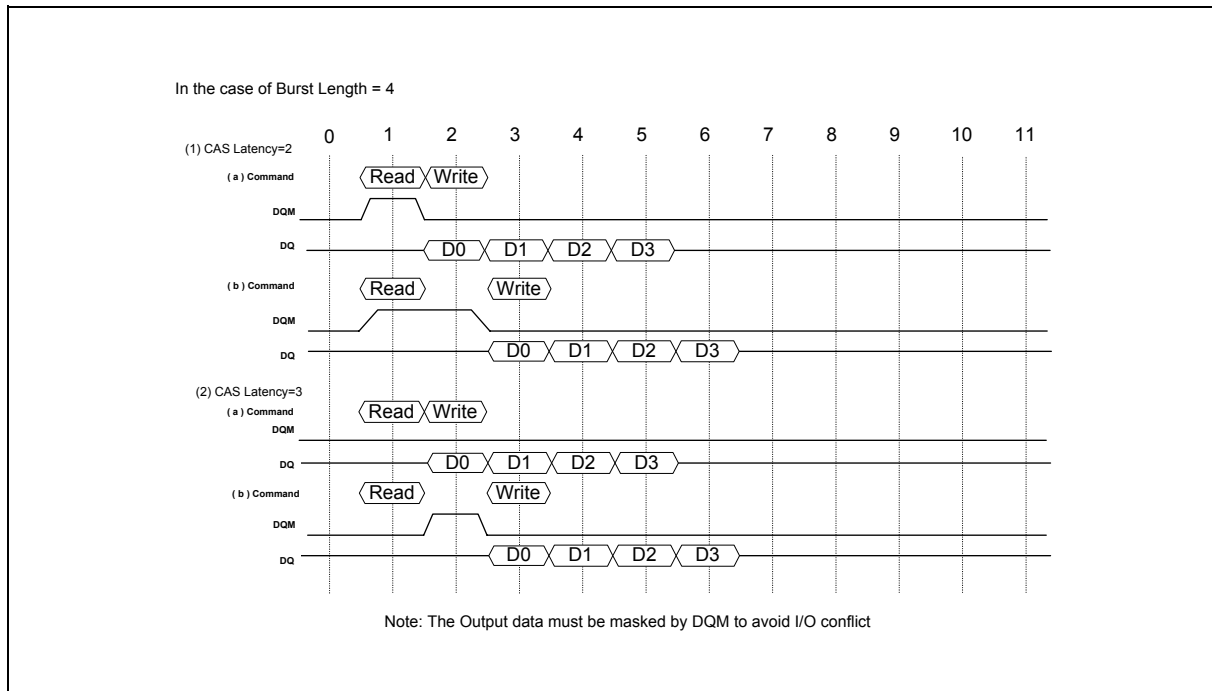 In the case of Burst Length = 4
0 1 2 3 4 5 6 7 8 9 10 11
(1) CAS Latency=2
( a ) Command Read Write
DQM
DQ D0 D1 D2 D3
( b ) Command Read Write
DQM
DQ D0 D1 D2 D3
(2) CAS Latency=3
( a ) Command Read Write
DQM
DQ D0 D1 D2 D3
( b ) Command Read Write
DQM
DQ D0 D1 D2 D3
Note: The Output data must be masked by DQM to avoid I/O conflict